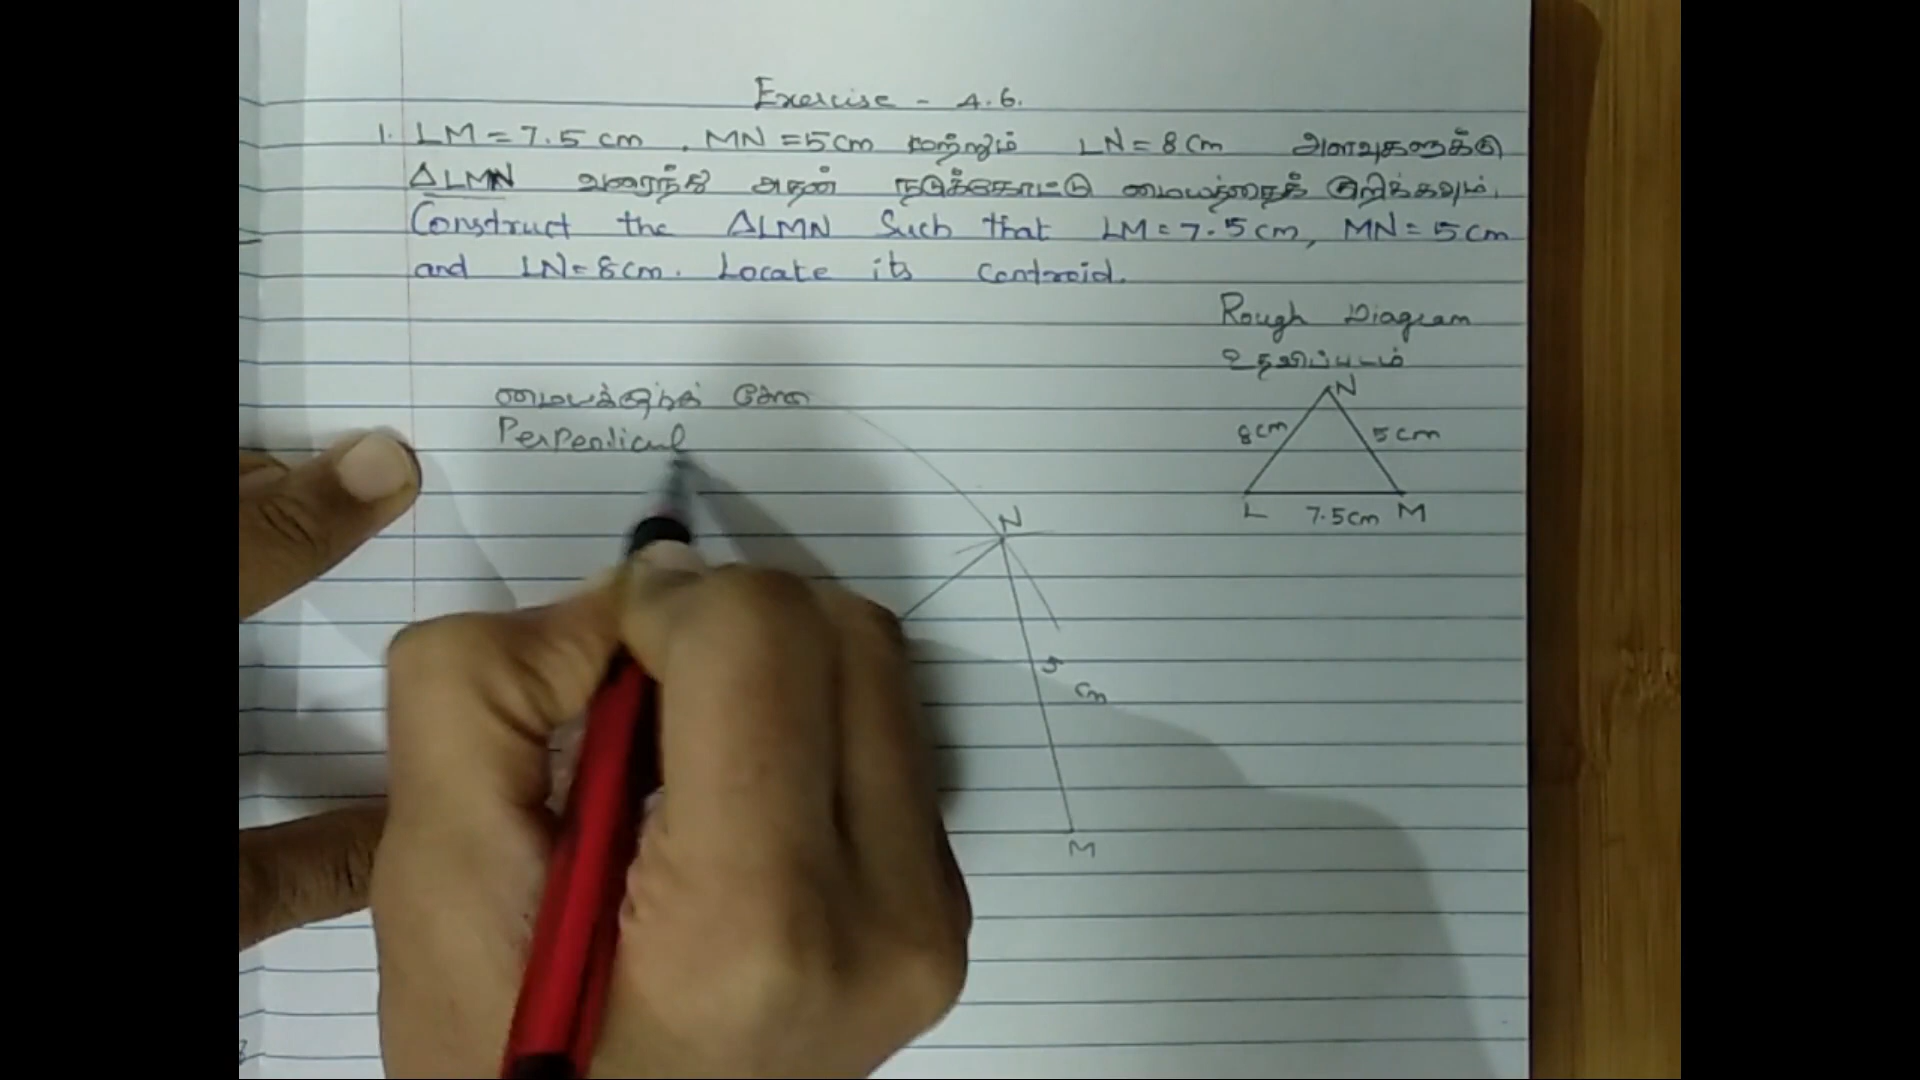 Exercise - 4.6.
1. LM = 7.5 cm , MN = 5 cm மற்றும் LN = 8 cm அளவுகளுக்கு
ΔLMN வரைந்து அதன் நடுக்கோட்டு மையத்தைக் குறிக்கவும்.
Construct the ΔLMN Such that LM = 7.5 cm, MN = 5 cm
and LN = 8 cm. Locate its Centroid.
Rough Diagram
உதவிப்படம்
மையக்குத்துக் கோடு
Perpendicul
N
8 cm
5 cm
L 7.5cm M
N
5
cm
M